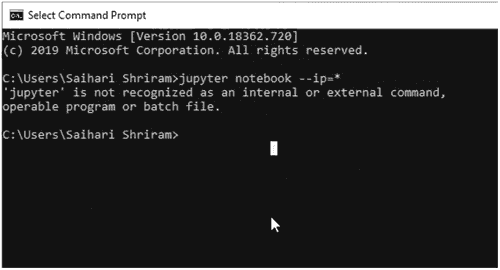 Select Command Prompt
Microsoft Windows [Version 10.0.18362.720]
(c) 2019 Microsoft Corporation. All rights reserved.
C:\Users\Saihari Shriram>jupyter notebook --ip=*
'jupyter' is not recognized as an internal or external command,
operable program or batch file.
C:\Users\Saihari Shriram>